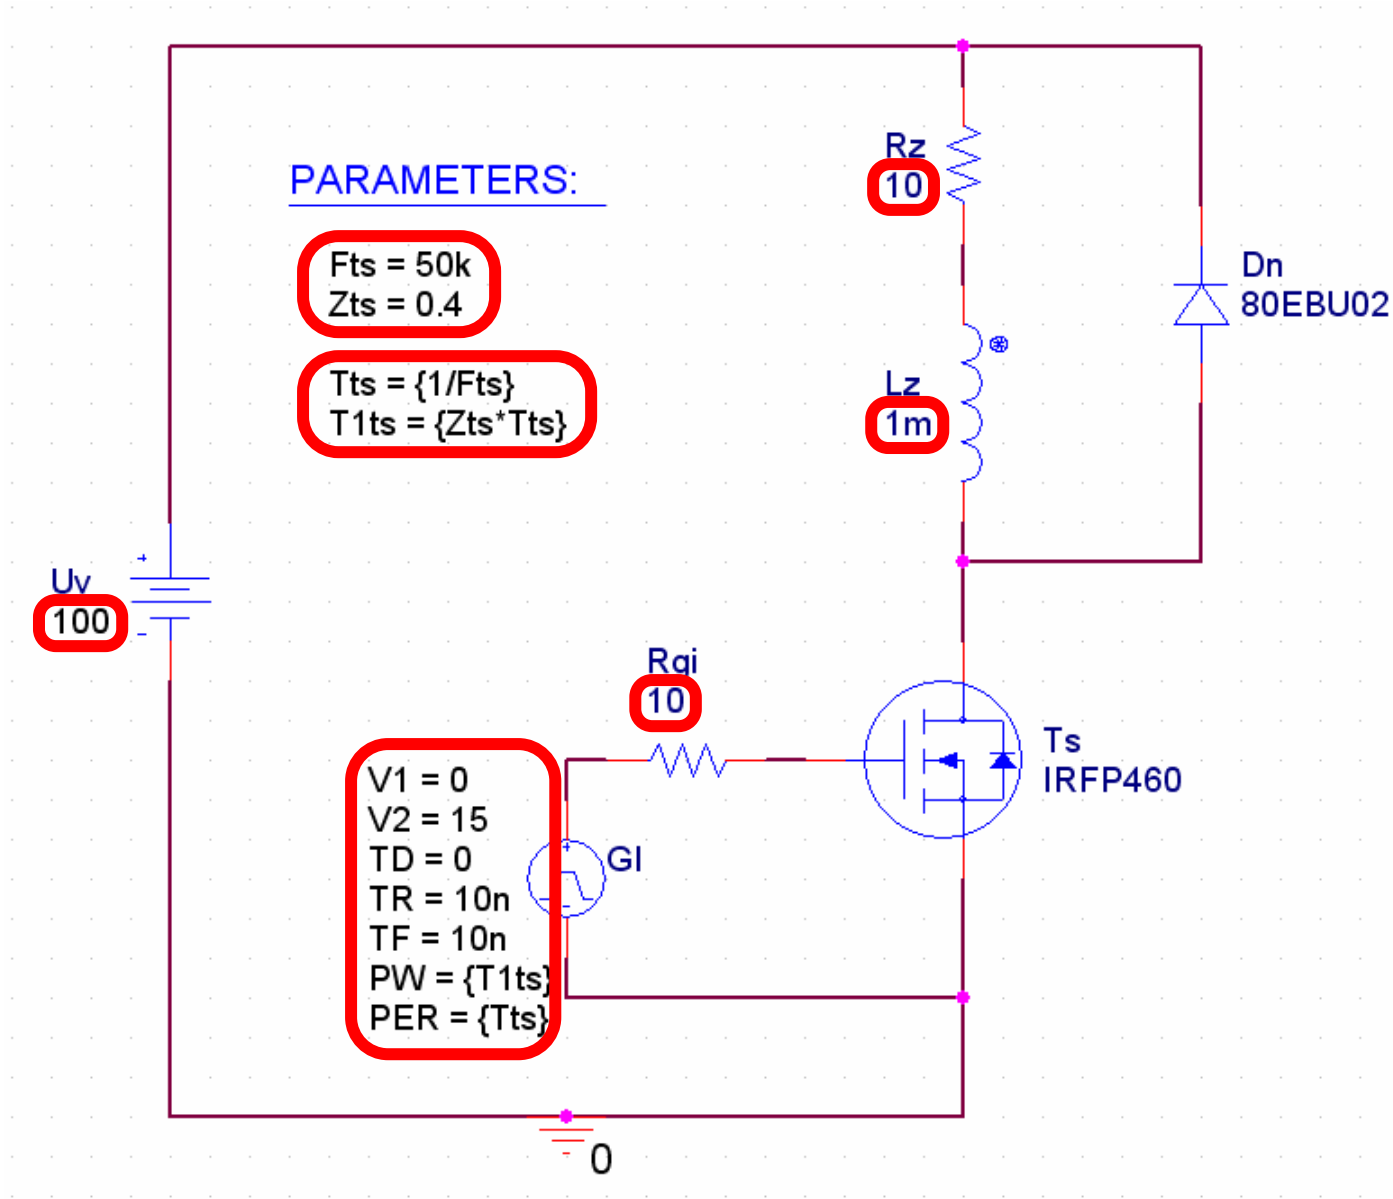 PARAMETERS:
Fts = 50k
Zts = 0.4
Tts = {1/Fts}
T1ts = {Zts*Tts}
Rz
10
Lz
1m
Dn
80EBU02
Uv
100
+
-
Rgi
10
Ts
IRFP460
V1 = 0
V2 = 15
TD = 0
TR = 10n
TF = 10n
PW = {T1ts}
PER = {Tts}
GI
0